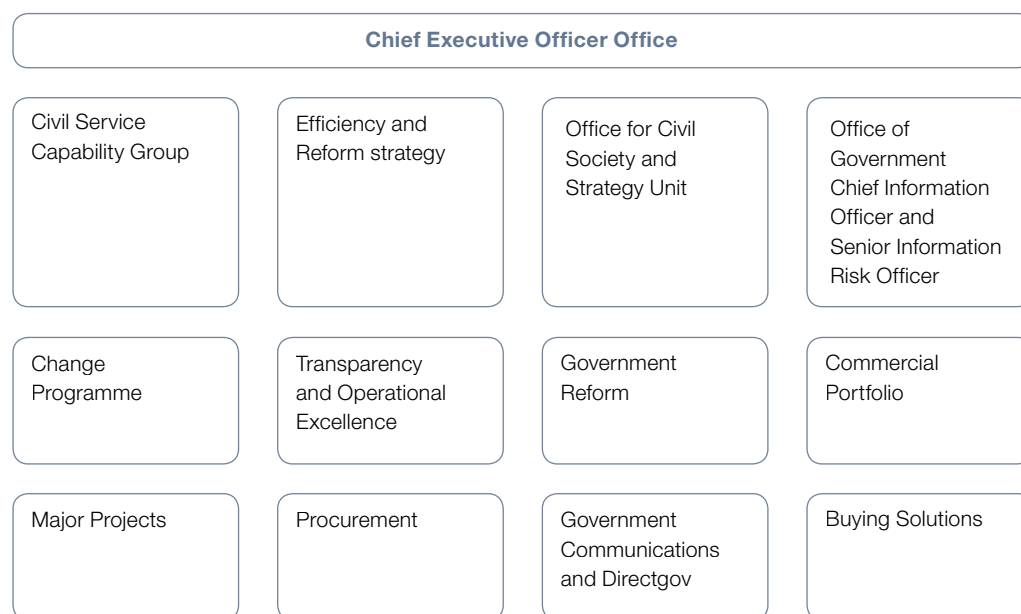 Chief Executive Officer Office
Civil Service
Capability Group
Efficiency and
Reform strategy
Office for Civil
Society and
Strategy Unit
Office of
Government
Chief Information
Officer and
Senior Information
Risk Officer
Change
Programme
Transparency
and Operational
Excellence
Government
Reform
Commercial
Portfolio
Major Projects
Procurement
Government
Communications
and Directgov
Buying Solutions